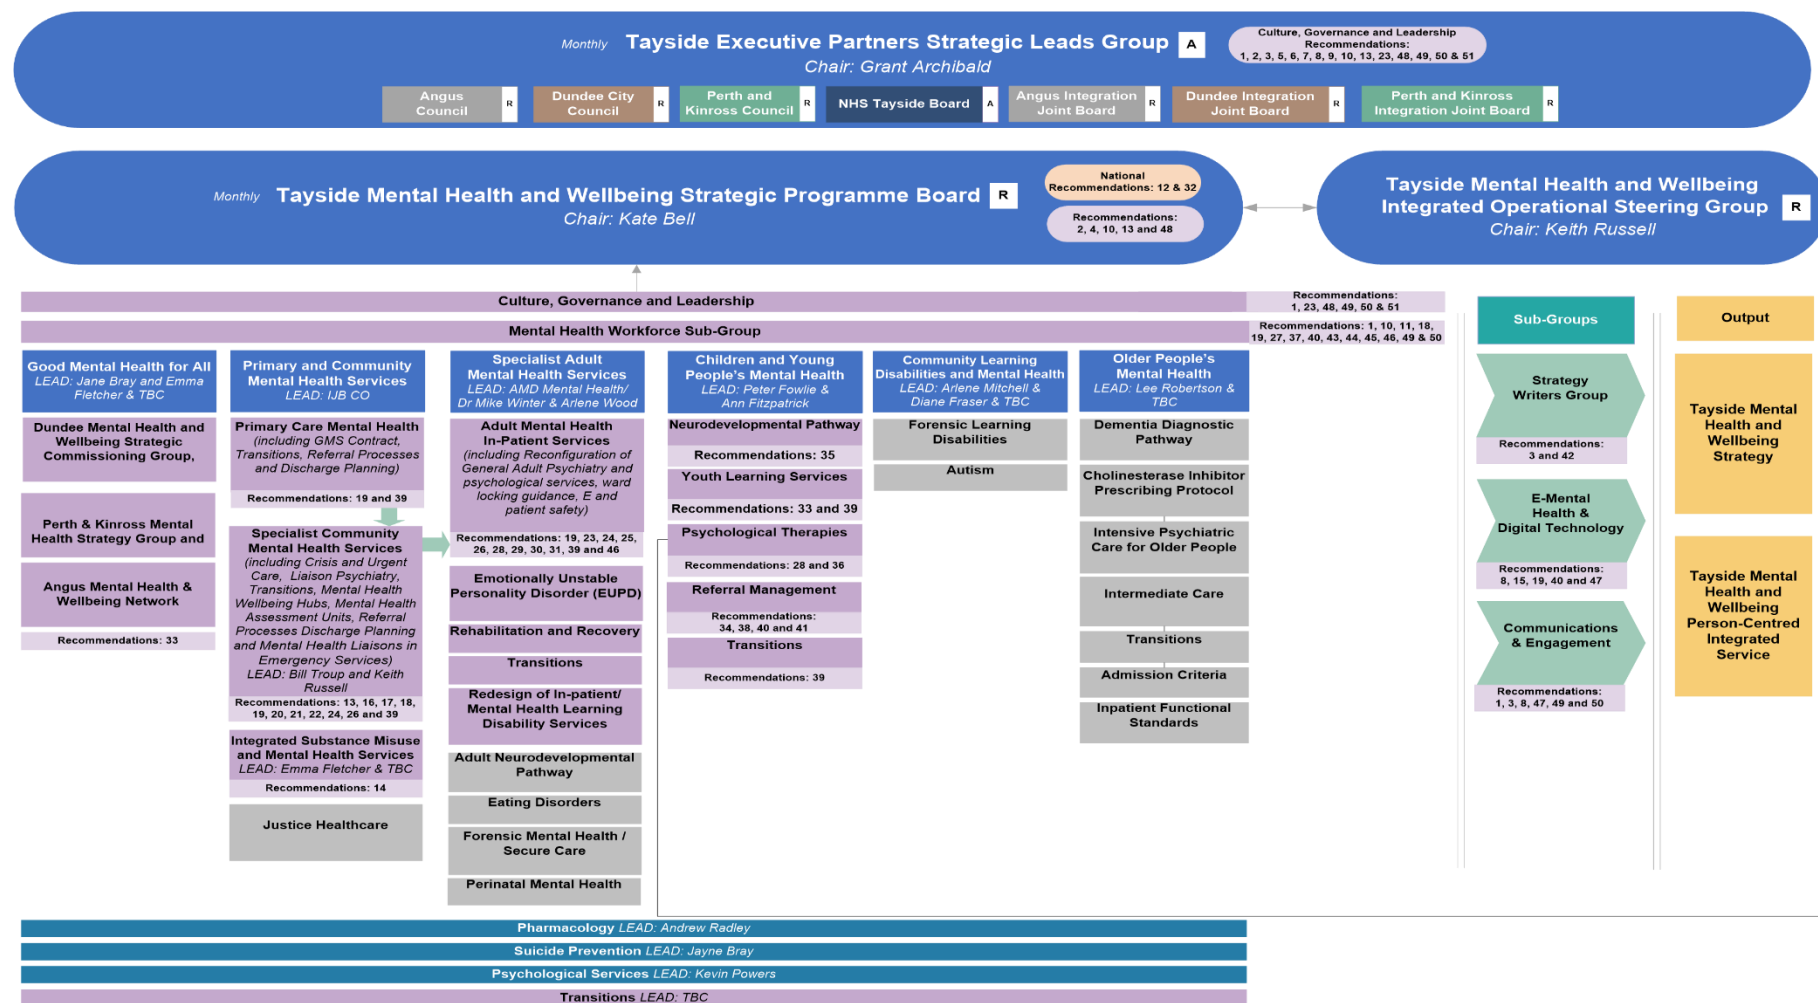 Monthly Tayside Executive Partners Strategic Leads Group A
Chair: Grant Archibald
Culture, Governance and Leadership
Recommendations:
1, 2, 3, 5, 6, 7, 8, 9, 10, 13, 23, 48, 49, 50 & 51
Angus
Council
R
Dundee City
Council
R
Perth and
Kinross Council
R
NHS Tayside Board
A
Angus Integration
Joint Board
R
Dundee Integration
Joint Board
R
Perth and Kinross
Integration Joint Board
R
Monthly Tayside Mental Health and Wellbeing Strategic Programme Board R
Chair: Kate Bell
National
Recommendations: 12 & 32
Recommendations:
2, 4, 10, 13 and 48
Tayside Mental Health and Wellbeing
Integrated Operational Steering Group R
Chair: Keith Russell
Culture, Governance and Leadership
Recommendations:
1, 23, 48, 49, 50 & 51
Mental Health Workforce Sub-Group
Recommendations: 1, 10, 11, 18,
19, 27, 37, 40, 43, 44, 45, 46, 49 & 50
Good Mental Health for All
LEAD: Jane Bray and Emma
Fletcher & TBC
Dundee Mental Health and
Wellbeing Strategic
Commissioning Group,
Perth & Kinross Mental
Health Strategy Group and
Angus Mental Health &
Wellbeing Network
Recommendations: 33
Primary and Community
Mental Health Services
LEAD: IJB CO
Primary Care Mental Health
(including GMS Contract,
Transitions, Referral Processes
and Discharge Planning)
Recommendations: 19 and 39
Specialist Community
Mental Health Services
(including Crisis and Urgent
Care, Liaison Psychiatry,
Transitions, Mental Health
Wellbeing Hubs, Mental Health
Assessment Units, Referral
Processes Discharge Planning
and Mental Health Liaisons in
Emergency Services)
LEAD: Bill Troup and Keith
Russell
Recommendations: 13, 16, 17, 18,
19, 20, 21, 22, 24, 26 and 39
Integrated Substance Misuse
and Mental Health Services
LEAD: Emma Fletcher & TBC
Recommendations: 14
Justice Healthcare
Specialist Adult
Mental Health Services
LEAD: AMD Mental Health/
Dr Mike Winter & Arlene Wood
Adult Mental Health
In-Patient Services
(including Reconfiguration of
General Adult Psychiatry and
psychological services, ward
locking guidance, E and
patient safety)
Recommendations: 19, 23, 24, 25,
26, 28, 29, 30, 31, 39 and 46
Emotionally Unstable
Personality Disorder (EUPD)
Rehabilitation and Recovery
Transitions
Redesign of In-patient/
Mental Health Learning
Disability Services
Adult Neurodevelopmental
Pathway
Eating Disorders
Forensic Mental Health /
Secure Care
Perinatal Mental Health
Children and Young
People's Mental Health
LEAD: Peter Fowlie &
Ann Fitzpatrick
Neurodevelopmental Pathway
Recommendations: 35
Youth Learning Services
Recommendations: 33 and 39
Psychological Therapies
Recommendations: 28 and 36
Referral Management
Recommendations:
34, 38, 40 and 41
Transitions
Recommendations: 39
Community Learning
Disabilities and Mental Health
LEAD: Arlene Mitchell &
Diane Fraser & TBC
Forensic Learning
Disabilities
Autism
Older People's
Mental Health
LEAD: Lee Robertson &
TBC
Dementia Diagnostic
Pathway
Cholinesterase Inhibitor
Prescribing Protocol
Intensive Psychiatric
Care for Older People
Intermediate Care
Transitions
Admission Criteria
Inpatient Functional
Standards
Sub-Groups
Strategy
Writers Group
Recommendations:
3 and 42
E-Mental
Health &
Digital Technology
Recommendations:
8, 15, 19, 40 and 47
Communications
& Engagement
Recommendations:
1, 3, 8, 47, 49 and 50
Output
Tayside Mental
Health and
Wellbeing
Strategy
Tayside Mental
Health and
Wellbeing
Person-Centred
Integrated
Service
Pharmacology LEAD: Andrew Radley
Suicide Prevention LEAD: Jayne Bray
Psychological Services LEAD: Kevin Powers
Transitions LEAD: TBC